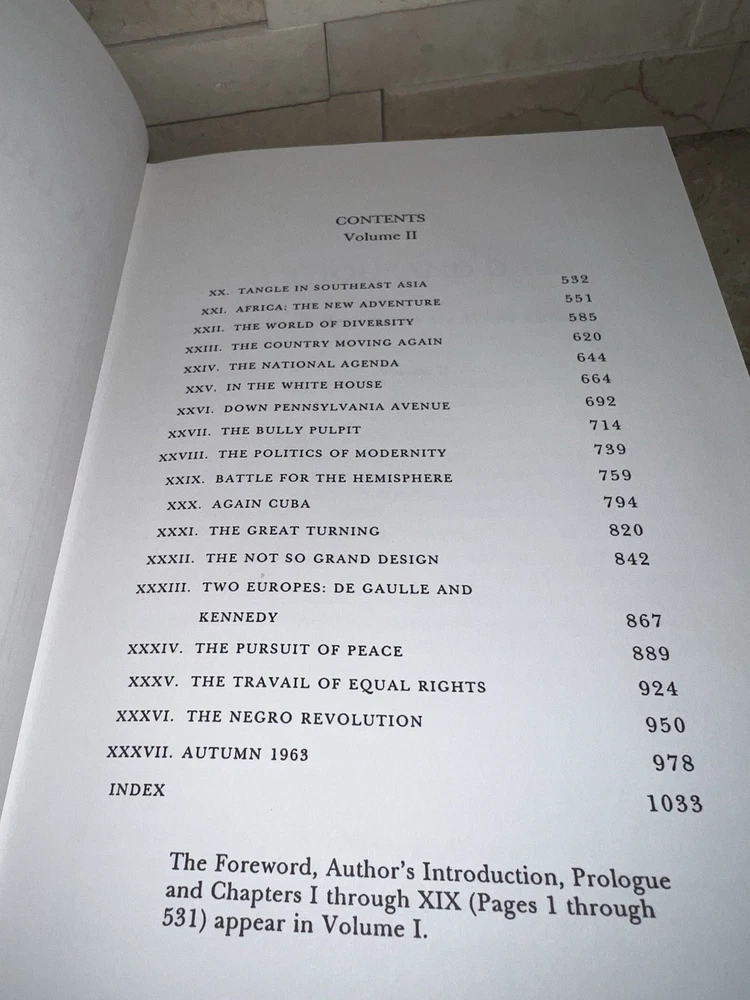 CONTENTS
Volume II
XX. TANGLE IN SOUTHEAST ASIA 532
XXI. AFRICA: THE NEW ADVENTURE 551
XXII. THE WORLD OF DIVERSITY 585
XXIII. THE COUNTRY MOVING AGAIN 620
XXIV. THE NATIONAL AGENDA 644
XXV. IN THE WHITE HOUSE 664
XXVI. DOWN PENNSYLVANIA AVENUE 692
XXVII. THE BULLY PULPIT 714
XXVIII. THE POLITICS OF MODERNITY 739
XXIX. BATTLE FOR THE HEMISPHERE 759
XXX. AGAIN CUBA 794
XXXI. THE GREAT TURNING 820
XXXII. THE NOT SO GRAND DESIGN 842
XXXIII. TWO EUROPES: DE GAULLE AND
KENNEDY 867
XXXIV. THE PURSUIT OF PEACE 889
XXXV. THE TRAVAIL OF EQUAL RIGHTS 924
XXXVI. THE NEGRO REVOLUTION 950
XXXVII. AUTUMN 1963 978
INDEX 1033
The Foreword, Author's Introduction, Prologue
and Chapters I through XIX (Pages 1 through
531) appear in Volume I.